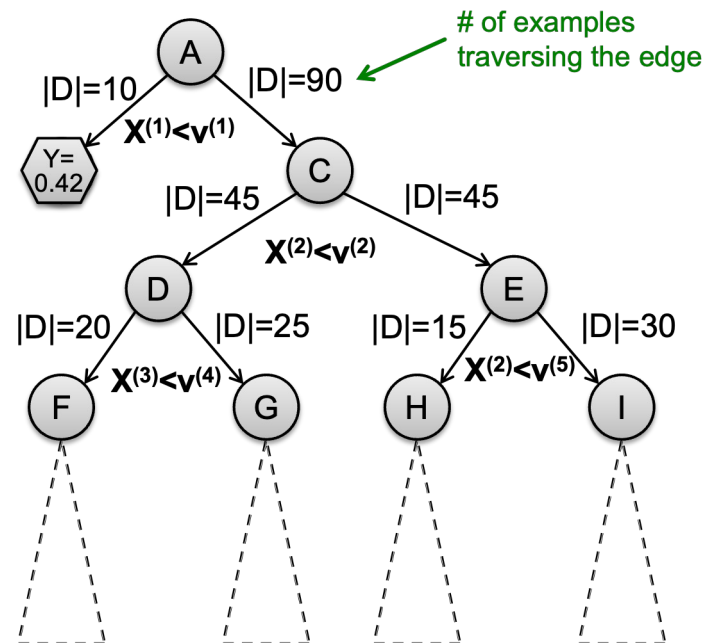 # of examples
traversing the edge
A
|D|=10
|D|=90
X(1)<v(1)
Y=
0.42
C
|D|=45
|D|=45
X(2)<v(2)
D
E
|D|=20
|D|=25
|D|=15
|D|=30
X(3)<v(4)
X(2)<v(5)
F
G
H
I